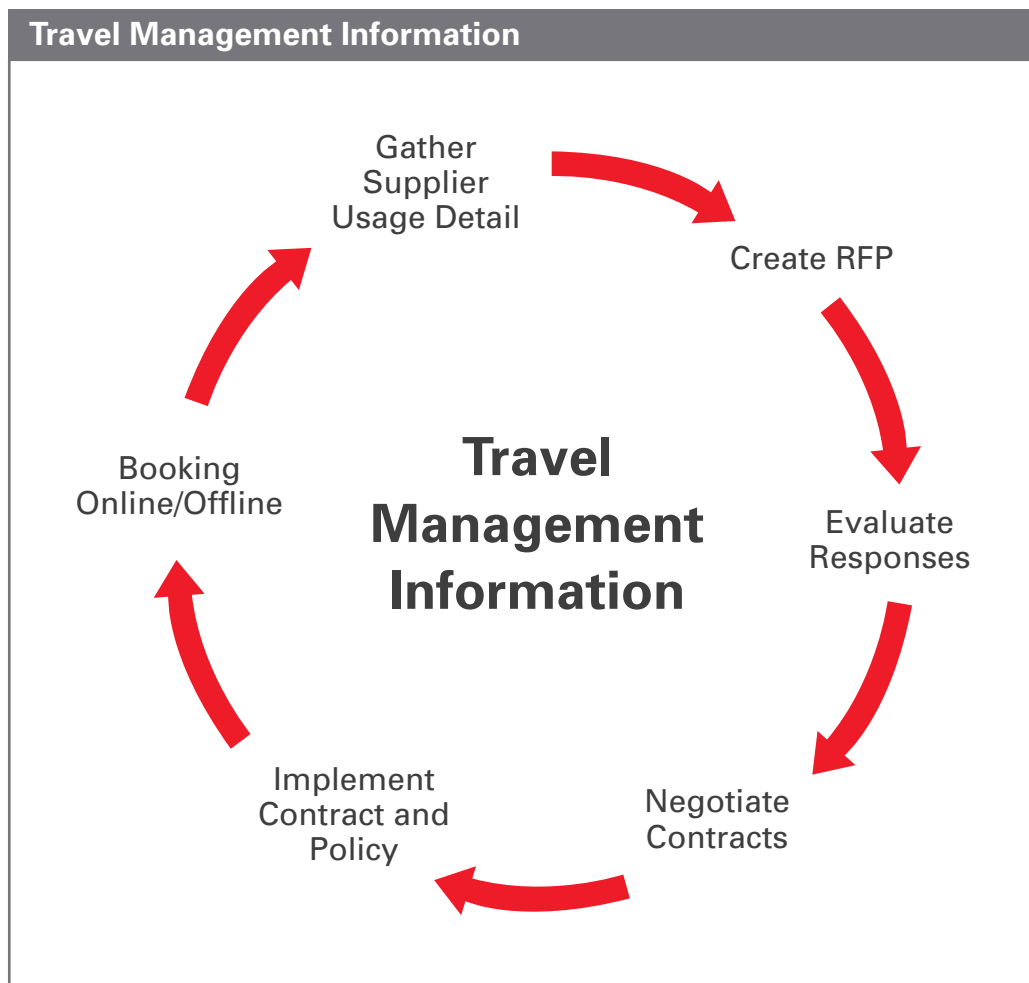 Travel Management Information
Gather
Supplier
Usage Detail
Create RFP
Evaluate
Responses
Negotiate
Contracts
Implement
Contract and
Policy
Booking
Online/Offline
Travel
Management
Information